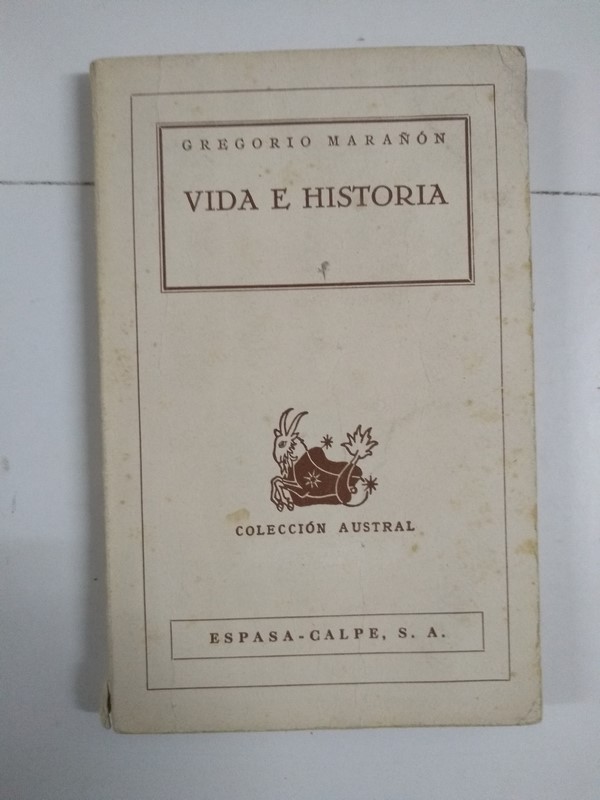 GREGORIO MARAÑÓN
VIDA E HISTORIA
COLECCIÓN AUSTRAL
ESPASA-CALPE, S. A.